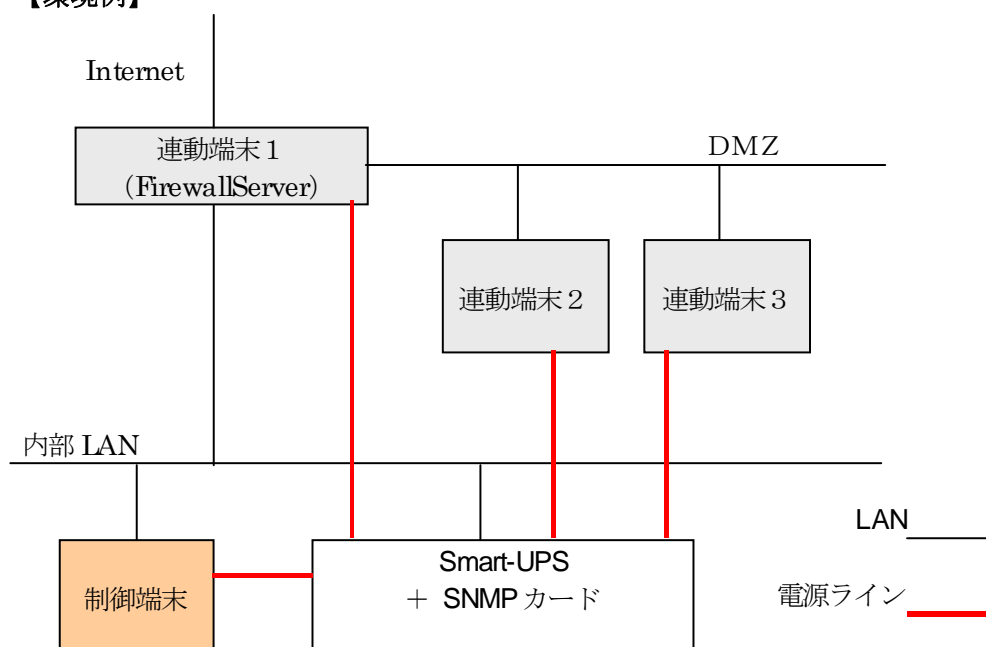 【環境例】
Internet
連動端末１
（FirewallServer）
DMZ
連動端末２
連動端末３
内部 LAN
制御端末
Smart-UPS
＋ SNMP カード
LAN
電源ライン